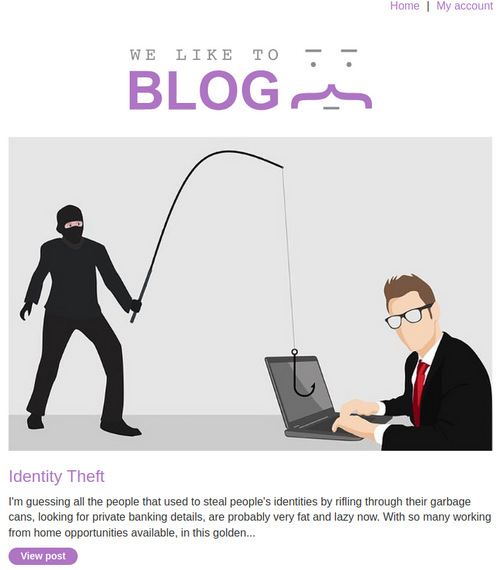 Home | My account
WE LIKE TO
BLOG
Identity Theft
I'm guessing all the people that used to steal people's identities by rifling through their garbage
cans, looking for private banking details, are probably very fat and lazy now. With so many working
from home opportunities available, in this golden...
View post